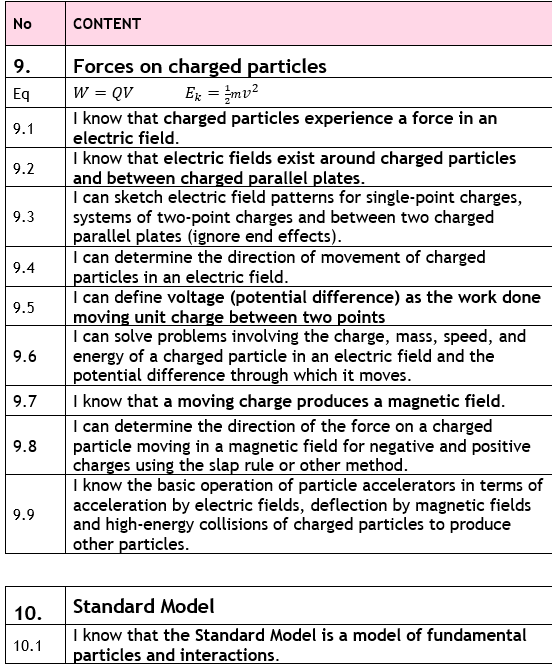 No CONTENT
9. Forces on charged particles
Eq W = QV E_k = ½mv²
9.1 I know that charged particles experience a force in an
electric field.
9.2 I know that electric fields exist around charged particles
and between charged parallel plates.
9.3 I can sketch electric field patterns for single-point charges,
systems of two-point charges and between two charged
parallel plates (ignore end effects).
9.4 I can determine the direction of movement of charged
particles in an electric field.
9.5 I can define voltage (potential difference) as the work done
moving unit charge between two points
9.6 I can solve problems involving the charge, mass, speed, and
energy of a charged particle in an electric field and the
potential difference through which it moves.
9.7 I know that a moving charge produces a magnetic field.
9.8 I can determine the direction of the force on a charged
particle moving in a magnetic field for negative and positive
charges using the slap rule or other method.
9.9 I know the basic operation of particle accelerators in terms of
acceleration by electric fields, deflection by magnetic fields
and high-energy collisions of charged particles to produce
other particles.
10. Standard Model
10.1 I know that the Standard Model is a model of fundamental
particles and interactions.